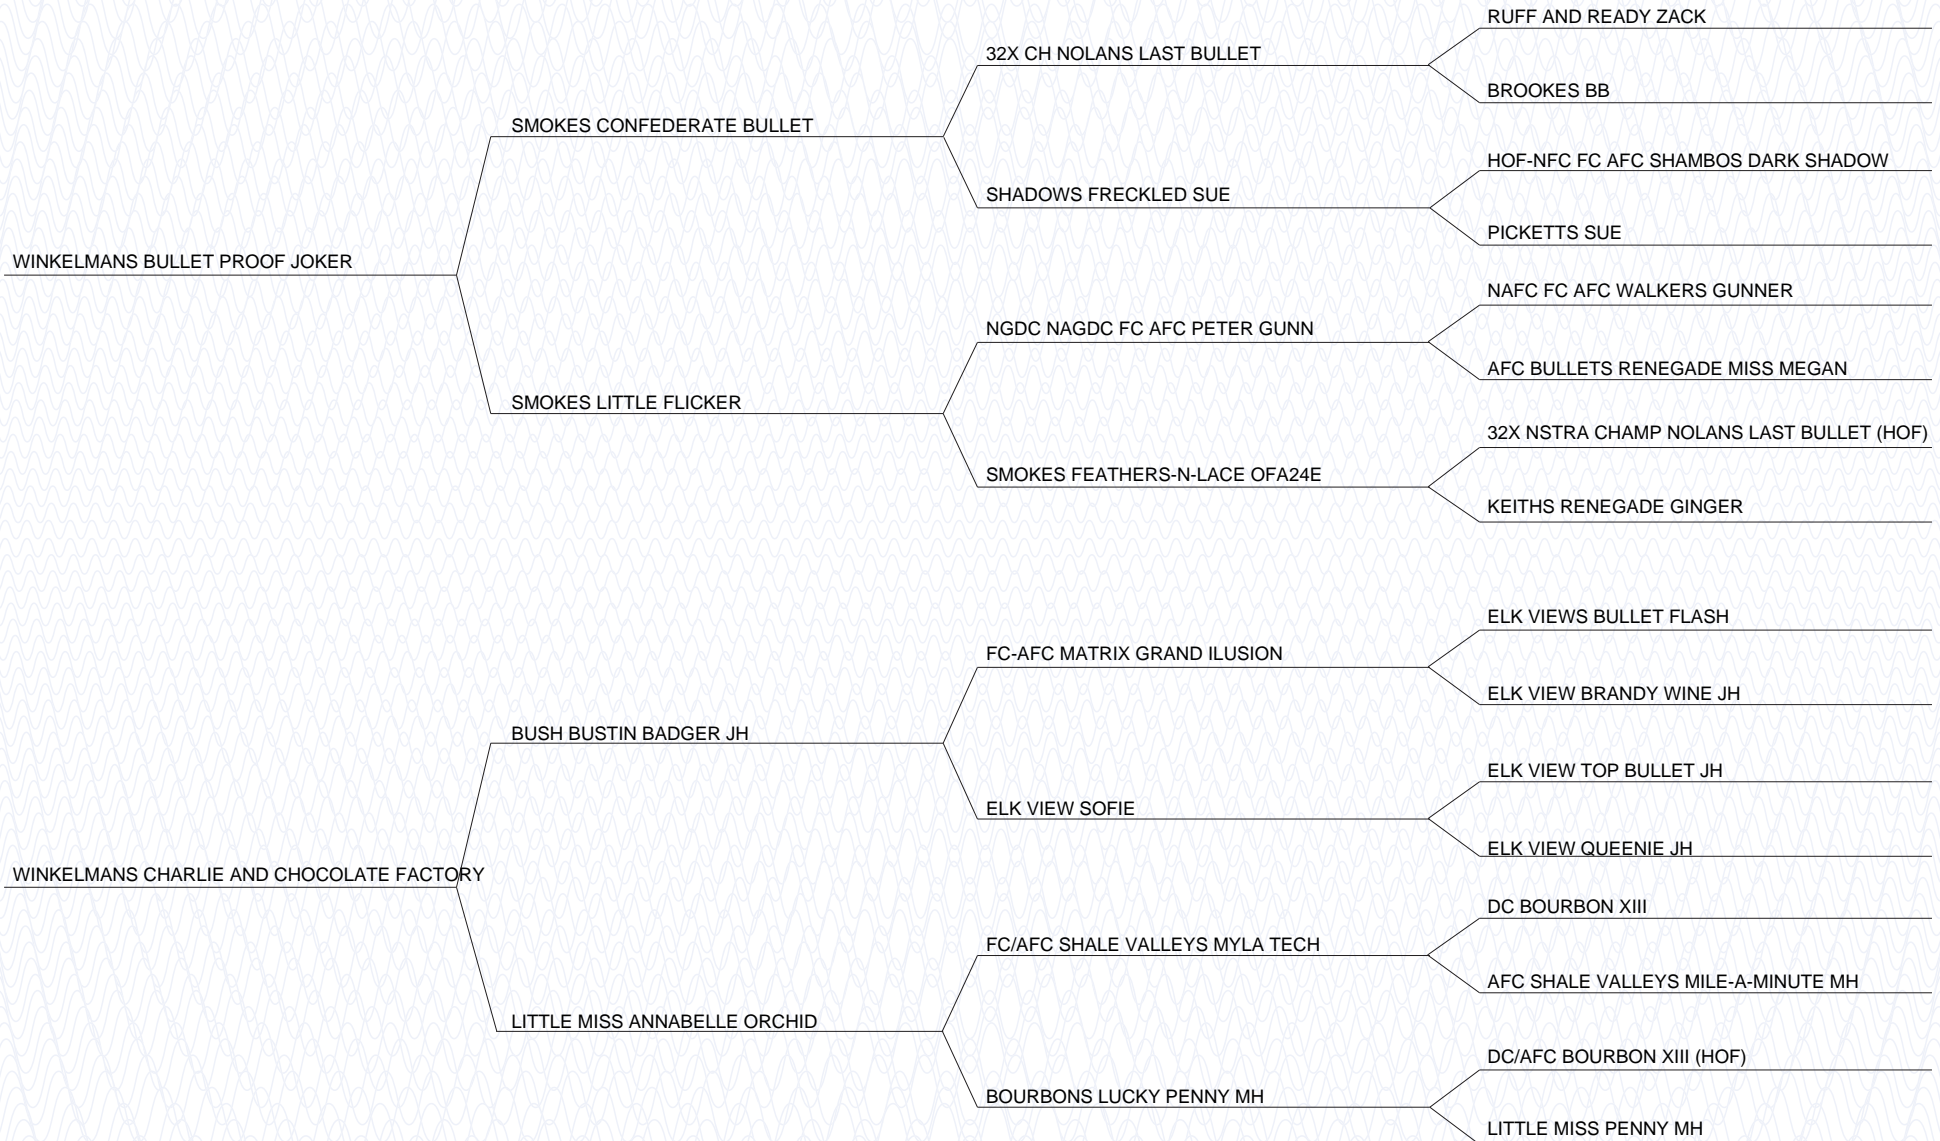 RUFF AND READY ZACK
32X CH NOLANS LAST BULLET
BROOKES BB
SMOKES CONFEDERATE BULLET
HOF-NFC FC AFC SHAMBOS DARK SHADOW
SHADOWS FRECKLED SUE
PICKETTS SUE
WINKELMANS BULLET PROOF JOKER
NAFC FC AFC WALKERS GUNNER
NGDC NAGDC FC AFC PETER GUNN
AFC BULLETS RENEGADE MISS MEGAN
SMOKES LITTLE FLICKER
32X NSTRA CHAMP NOLANS LAST BULLET (HOF)
SMOKES FEATHERS-N-LACE OFA24E
KEITHS RENEGADE GINGER
ELK VIEWS BULLET FLASH
FC-AFC MATRIX GRAND ILUSION
ELK VIEW BRANDY WINE JH
BUSH BUSTIN BADGER JH
ELK VIEW TOP BULLET JH
ELK VIEW SOFIE
ELK VIEW QUEENIE JH
WINKELMANS CHARLIE AND CHOCOLATE FACTORY
DC BOURBON XIII
FC/AFC SHALE VALLEYS MYLA TECH
AFC SHALE VALLEYS MILE-A-MINUTE MH
LITTLE MISS ANNABELLE ORCHID
DC/AFC BOURBON XIII (HOF)
BOURBONS LUCKY PENNY MH
LITTLE MISS PENNY MH